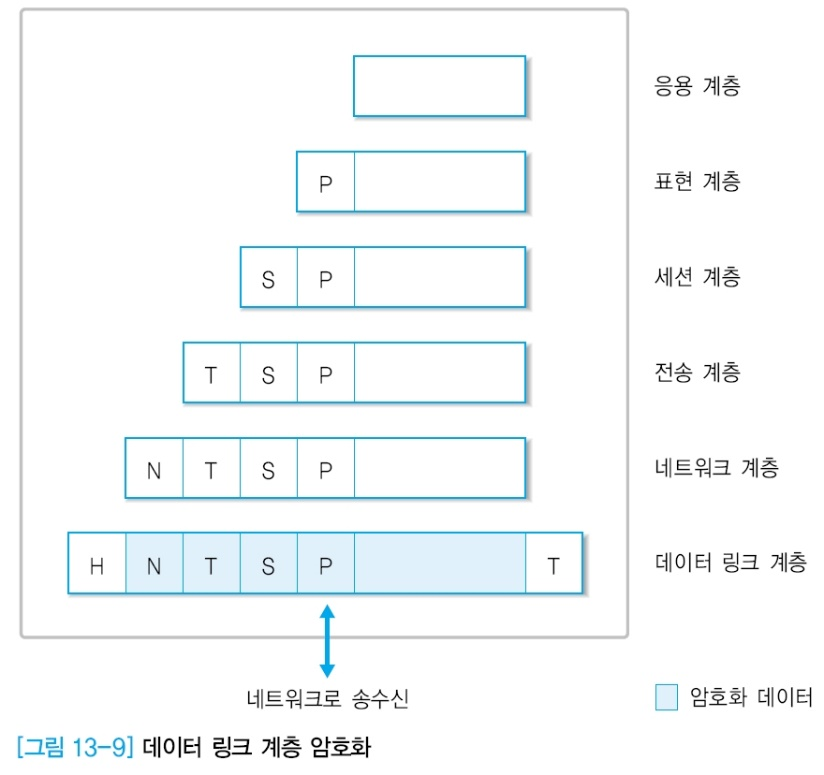 응용 계층
P
표현 계층
S P
세션 계층
T S P
전송 계층
N T S P
네트워크 계층
H N T S P T
데이터 링크 계층
네트워크로 송수신
암호화 데이터
[그림 13-9] 데이터 링크 계층 암호화